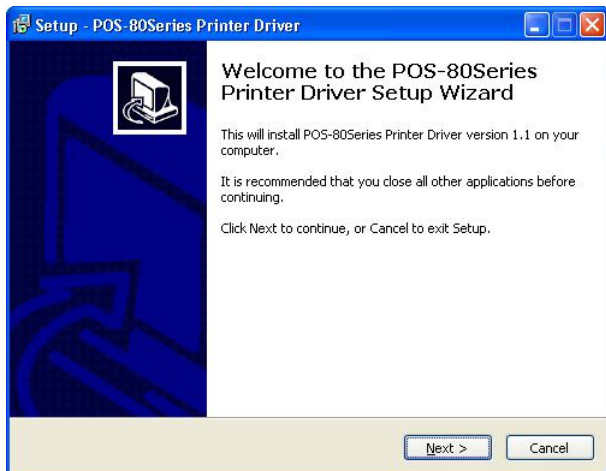 Setup - POS-80Series Printer Driver
Welcome to the POS-80Series
Printer Driver Setup Wizard
This will install POS-80Series Printer Driver version 1.1 on your
computer.
It is recommended that you close all other applications before
continuing.
Click Next to continue, or Cancel to exit Setup.
Next >
Cancel